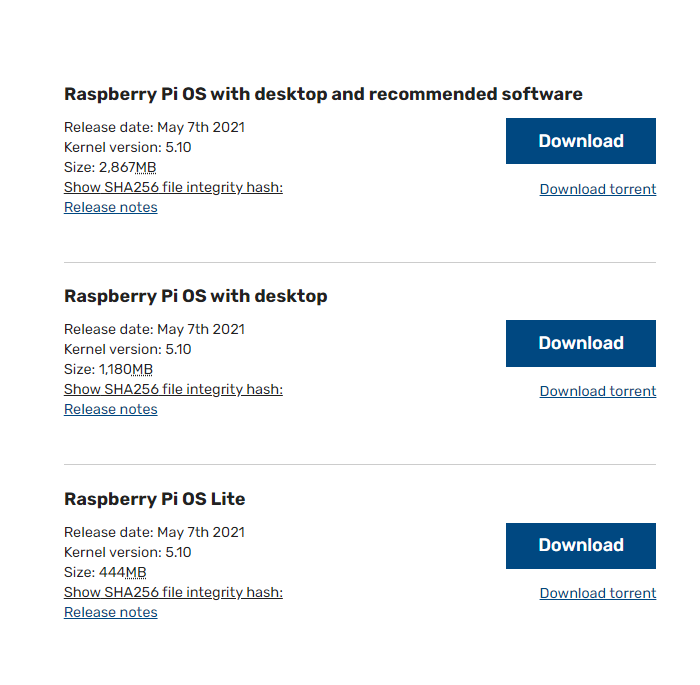 Raspberry Pi OS with desktop and recommended software
Release date: May 7th 2021
Kernel version: 5.10
Size: 2,867MB
Show SHA256 file integrity hash:
Release notes
Download
Download torrent
Raspberry Pi OS with desktop
Release date: May 7th 2021
Kernel version: 5.10
Size: 1,180MB
Show SHA256 file integrity hash:
Release notes
Download
Download torrent
Raspberry Pi OS Lite
Release date: May 7th 2021
Kernel version: 5.10
Size: 444MB
Show SHA256 file integrity hash:
Release notes
Download
Download torrent